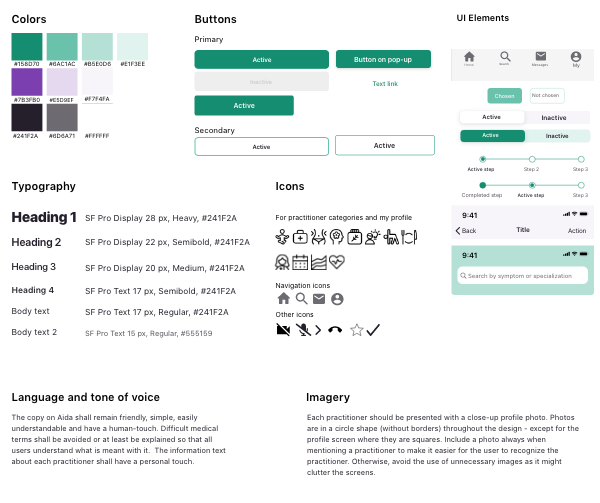 Colors
#158D70
#6AC1AC
#B5E0D6
#E1F3EE
#7B3FB0
#E5D9EF
#F7F4FA
#241F2A
#6D6A71
#FFFFFF
Buttons
Primary
Active
Button on pop-up
Inactive
Text link
Active
Secondary
Active
Active
UI Elements
Home
Search
Messages
My
Chosen
Not chosen
Active
Inactive
Active
Inactive
Active step
Step 2
Step 3
Completed step
Active step
Step 3
9:41
Back
Title
Action
9:41
Search by symptom or specialization
Typography
Heading 1
SF Pro Display 28 px, Heavy, #241F2A
Heading 2
SF Pro Display 22 px, Semibold, #241F2A
Heading 3
SF Pro Display 20 px, Medium, #241F2A
Heading 4
SF Pro Text 17 px, Semibold, #241F2A
Body text
SF Pro Text 17 px, Regular, #241F2A
Body text 2
SF Pro Text 15 px, Regular, #555159
Icons
For practitioner categories and my profile
Navigation icons
Other icons
Language and tone of voice
The copy on Aida shall remain friendly, simple, easily
understandable and have a human-touch. Difficult medical
terms shall be avoided or at least be explained so that all
users understand what is meant with it. The information text
about each practitioner shall have a personal touch.
Imagery
Each practitioner should be presented with a close-up profile photo. Photos
are in a circle shape (without borders) throughout the design - except for the
profile screen where they are squares. Include a photo always when
mentioning a practitioner to make it easier for the user to recognize the
practitioner. Otherwise, avoid the use of unnecessary images as it might
clutter the screens.